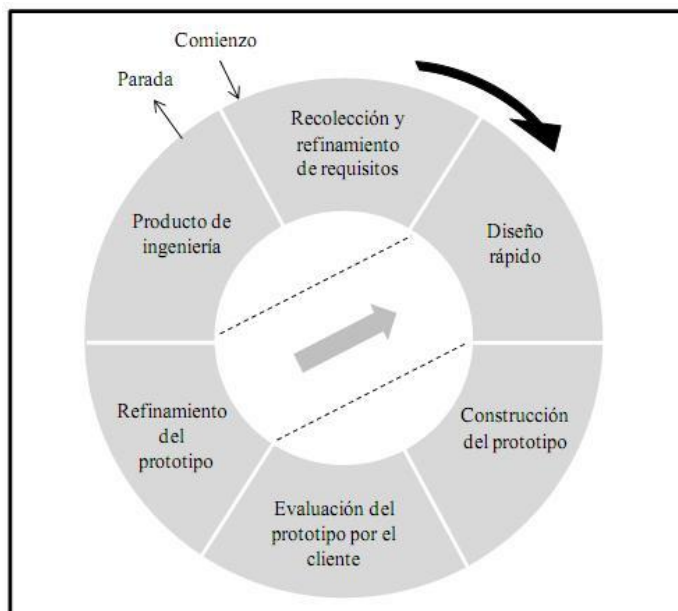 Comienzo
Parada
Recolección y
refinamiento
de requisitos
Diseño
rápido
Construcción
del prototipo
Evaluación del
prototipo por el
cliente
Refinamiento
del
prototipo
Producto de
ingeniería